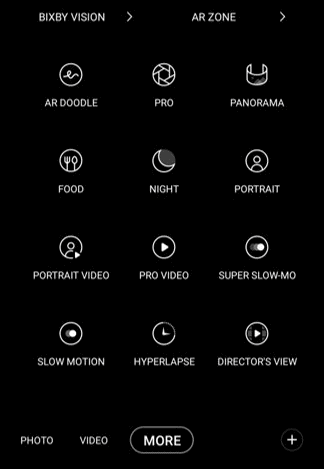 BIXBY VISION
AR ZONE
AR DOODLE
PRO
PANORAMA
FOOD
NIGHT
PORTRAIT
PORTRAIT VIDEO
PRO VIDEO
SUPER SLOW-MO
SLOW MOTION
HYPERLAPSE
DIRECTOR'S VIEW
PHOTO
VIDEO
MORE